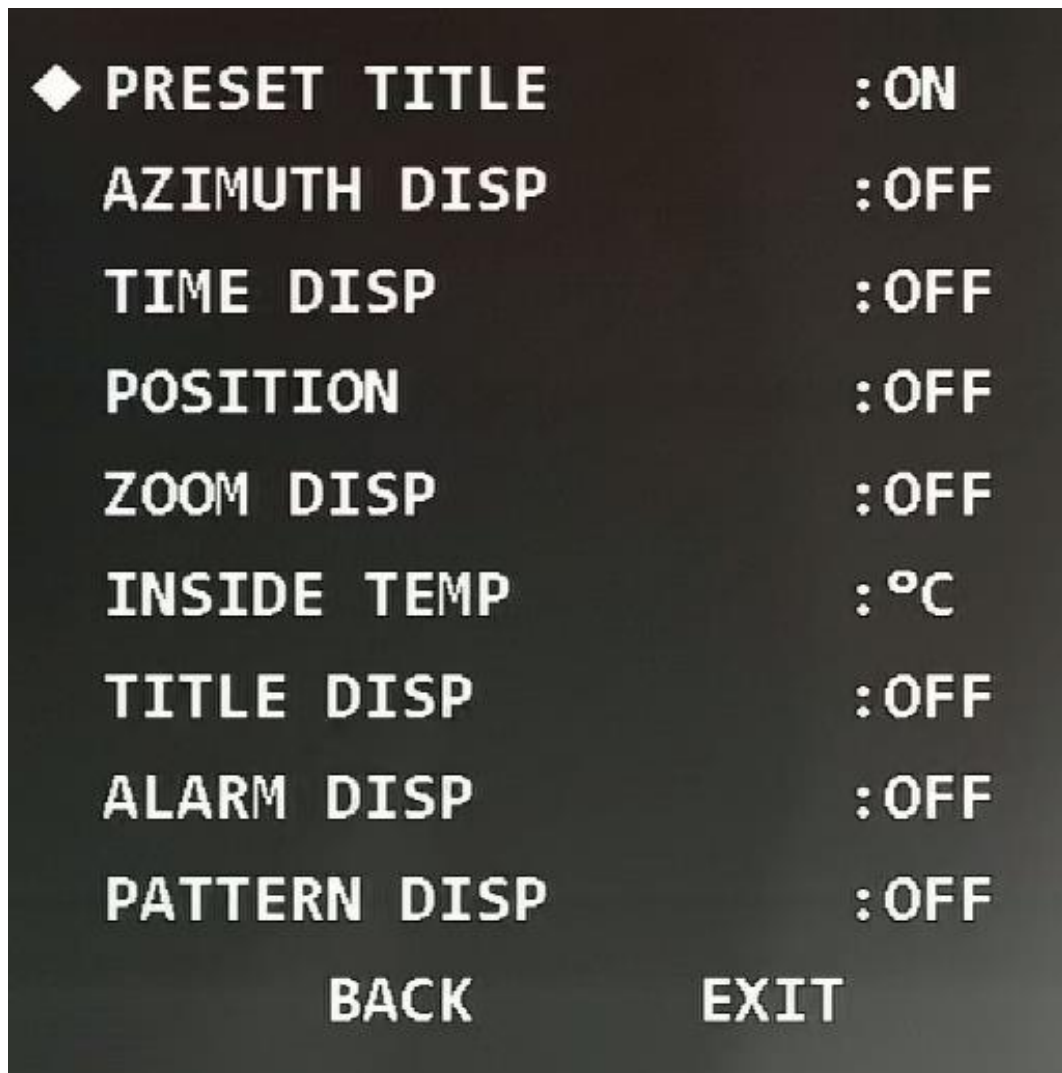 PRESET TITLE :ON
AZIMUTH DISP :OFF
TIME DISP :OFF
POSITION :OFF
ZOOM DISP :OFF
INSIDE TEMP :°C
TITLE DISP :OFF
ALARM DISP :OFF
PATTERN DISP :OFF
BACK EXIT